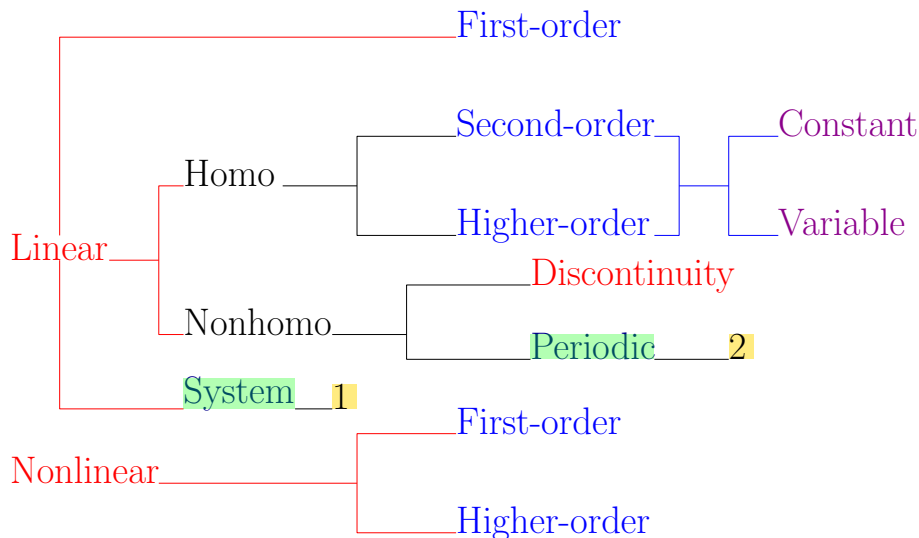 First-order
Second-order
Constant
Homo
Higher-order
Variable
Linear
Discontinuity
Nonhomo
Periodic
2
System
1
First-order
Nonlinear
Higher-order